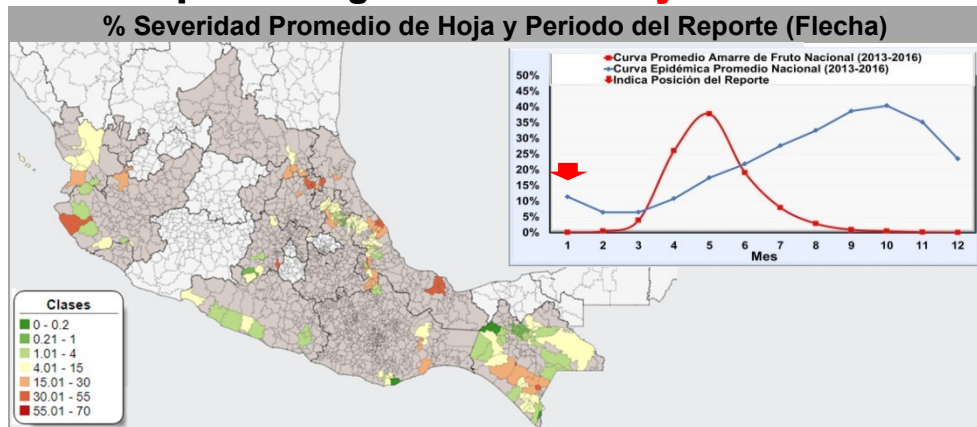 % Severidad Promedio de Hoja y Periodo del Reporte (Flecha)
Curva Promedio Amarre de Fruto Nacional (2013-2016)
Curva Epidémica Promedio Nacional (2013-2016)
Indica Posición del Reporte
50%
45%
40%
35%
30%
25%
20%
15%
10%
5%
0%
1 2 3 4 5 6 7 8 9 10 11 12
Mes
Clases
0 - 0.2
0.21 - 1
1.01 - 4
4.01 - 15
15.01 - 30
30.01 - 55
55.01 - 70